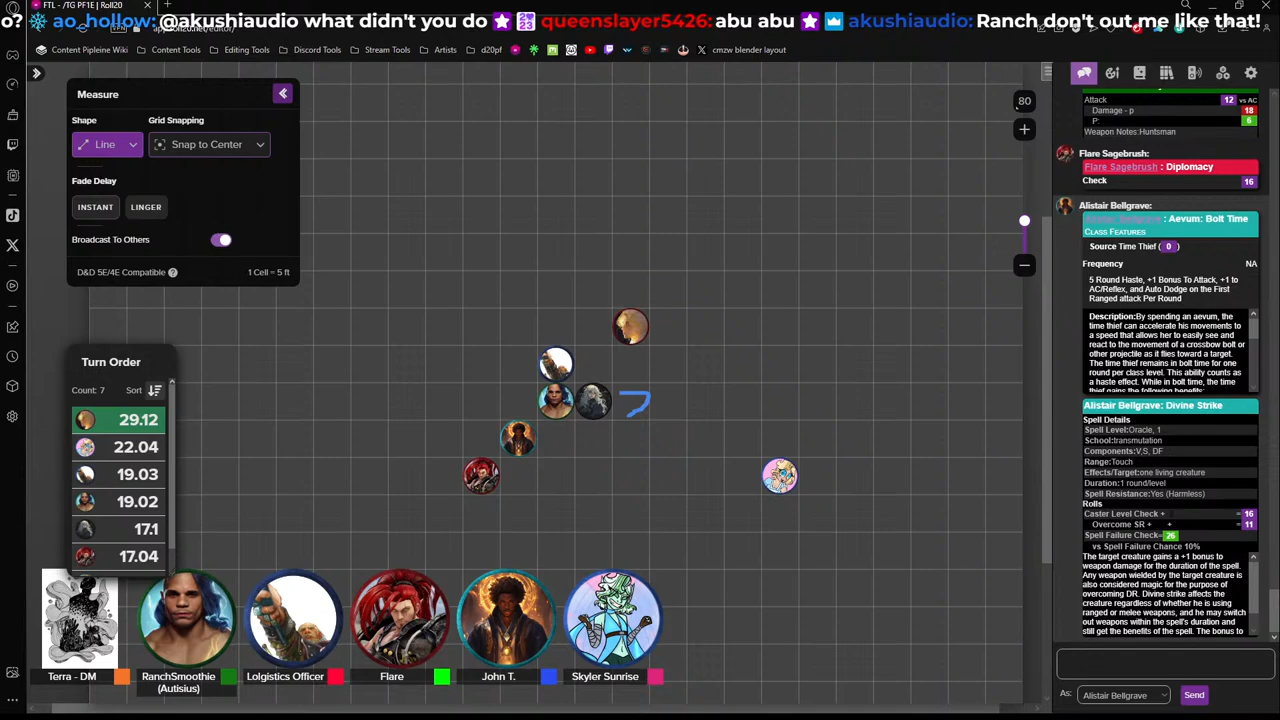 FTL - /TG PF1E | Roll20
o? ao_hollow: @akushiaudio what didn't you do queenslayer5426: abu abu akushiaudio: Ranch don't out me like that!
Content Pipleine Wiki Content Tools Editing Tools Discord Tools Stream Tools Artists d20pf cmzw blender layout
Measure
Shape Grid Snapping
Line Snap to Center
Fade Delay
INSTANT LINGER
Broadcast To Others
D&D 5E/4E Compatible ? 1 Cell = 5 ft
80
Turn Order
Count: 7 Sort
29.12
22.04
19.03
19.02
17.1
17.04
Terra - DM
RanchSmoothie
(Autisius)
Lolgistics Officer
Flare
John T.
Skyler Sunrise
Attack 12 vs AC
Damage - p 18
P: 6
Weapon Notes:Huntsman
Flare Sagebrush:
Flare Sagebrush : Diplomacy
Check 16
Alistair Bellgrave:
Alistair Bellgrave : Aevum: Bolt Time
CLASS FEATURES
Source Time Thief ( 0 )
Frequency NA
5 Round Haste, +1 Bonus To Attack, +1 to
AC/Reflex, and Auto Dodge on the First
Ranged attack Per Round
Description:By spending an aevum, the
time thief can accelerate his movements to
a speed that allows her to easily see and
react to the movement of a crossbow bolt
or other projectile as it flies toward a
target. The time thief remains in bolt time for
one round per class level. This ability counts
as a haste effect. While in bolt time, the time
thief gains the following benefits:
Alistair Bellgrave: Divine Strike
Spell Details
Spell Level:Oracle, 1
School:transmutation
Components:V,S, DF
Range:Touch
Effects/Target:one living creature
Duration:1 round/level
Spell Resistance:Yes (Harmless)
Rolls
Caster Level Check + = 16
Overcome SR + + = 11
Spell Failure Check= 26
vs Spell Failure Chance 10%
The target creature gains a +1 bonus to
weapon damage for the duration of the spell.
Any weapon wielded by the target creature is
also considered magic for the purpose of
overcoming DR. Divine strike affects the
creature regardless of whether he is using
ranged or melee weapons, and he may switch
out weapons within the spell's duration and
still get the benefits of the spell. The bonus to
As: Alistair Bellgrave Send